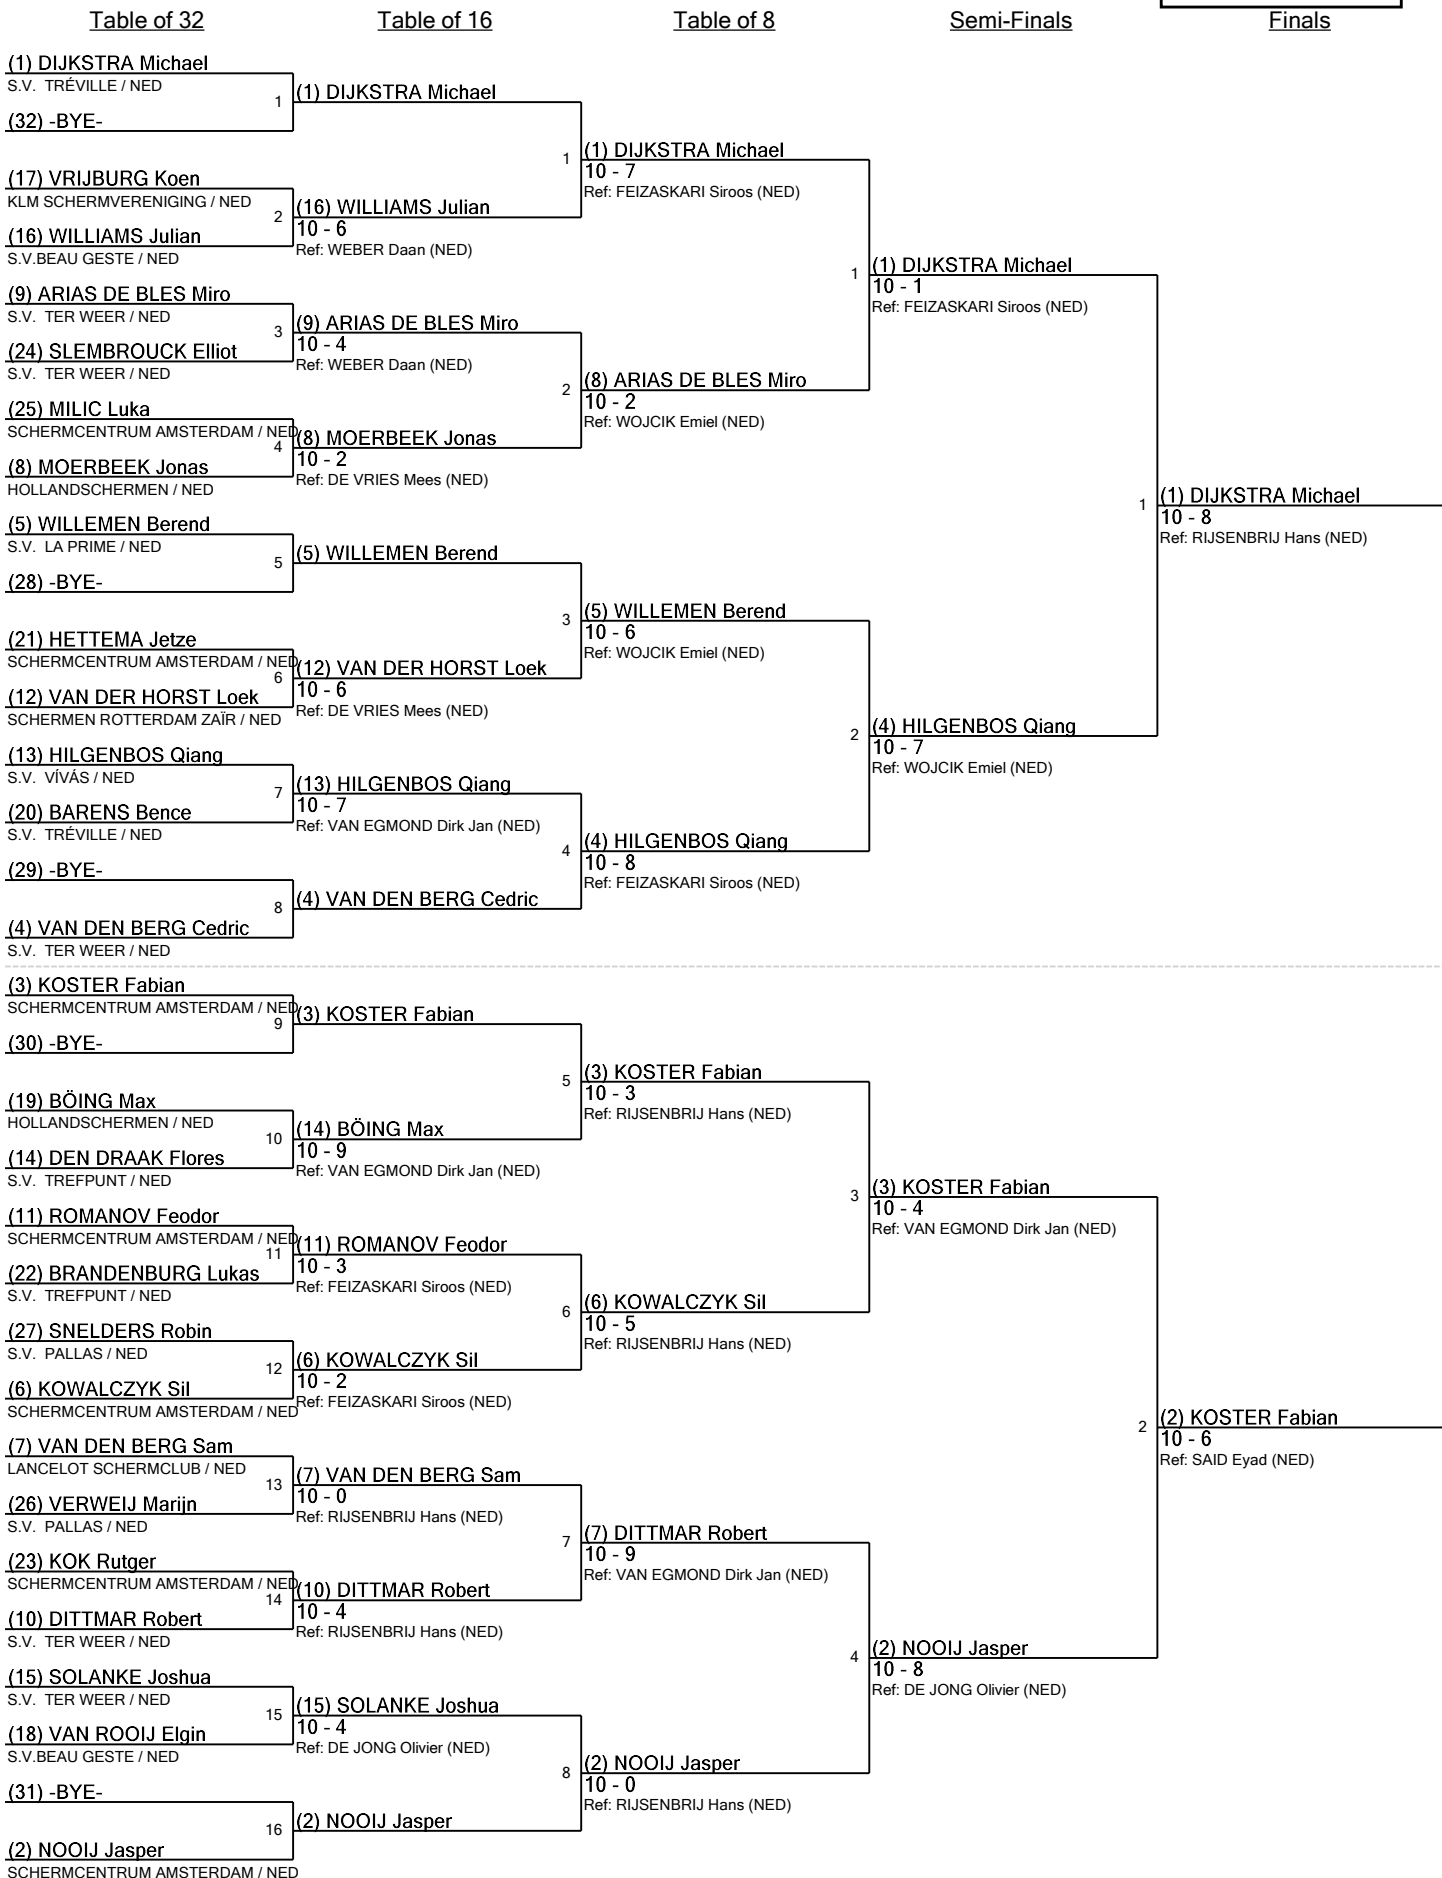 Table of 32
Table of 16
Table of 8
Semi-Finals
Finals
(1) DIJKSTRA Michael
S.V. TRÉVILLE / NED
1
(32) -BYE-
(17) VRIJBURG Koen
KLM SCHERMVERENIGING / NED
2
(16) WILLIAMS Julian
S.V.BEAU GESTE / NED
(9) ARIAS DE BLES Miro
S.V. TER WEER / NED
3
(24) SLEMBROUCK Elliot
S.V. TER WEER / NED
(25) MILIC Luka
SCHERMCENTRUM AMSTERDAM / NED
4
(8) MOERBEEK Jonas
HOLLANDSCHERMEN / NED
(5) WILLEMEN Berend
S.V. LA PRIME / NED
5
(28) -BYE-
(21) HETTEMA Jetze
SCHERMCENTRUM AMSTERDAM / NED
6
(12) VAN DER HORST Loek
SCHERMEN ROTTERDAM ZAÏR / NED
(13) HILGENBOS Qiang
S.V. VÍVÁS / NED
7
(20) BARENS Bence
S.V. TRÉVILLE / NED
(29) -BYE-
8
(4) VAN DEN BERG Cedric
S.V. TER WEER / NED
(3) KOSTER Fabian
SCHERMCENTRUM AMSTERDAM / NED
9
(30) -BYE-
(19) BÖING Max
HOLLANDSCHERMEN / NED
10
(14) DEN DRAAK Flores
S.V. TREFPUNT / NED
(11) ROMANOV Feodor
SCHERMCENTRUM AMSTERDAM / NED
11
(22) BRANDENBURG Lukas
S.V. TREFPUNT / NED
(27) SNELDERS Robin
S.V. PALLAS / NED
12
(6) KOWALCZYK Sil
SCHERMCENTRUM AMSTERDAM / NED
(7) VAN DEN BERG Sam
LANCELOT SCHERMCLUB / NED
13
(26) VERWEIJ Marijn
S.V. PALLAS / NED
(23) KOK Rutger
SCHERMCENTRUM AMSTERDAM / NED
14
(10) DITTMAR Robert
S.V. TER WEER / NED
(15) SOLANKE Joshua
S.V. TER WEER / NED
15
(18) VAN ROOIJ Elgin
S.V.BEAU GESTE / NED
(31) -BYE-
16
(2) NOOIJ Jasper
SCHERMCENTRUM AMSTERDAM / NED
(1) DIJKSTRA Michael
1
(16) WILLIAMS Julian
10 - 6
Ref: WEBER Daan (NED)
(9) ARIAS DE BLES Miro
10 - 4
Ref: WEBER Daan (NED)
2
(8) MOERBEEK Jonas
10 - 2
Ref: DE VRIES Mees (NED)
(5) WILLEMEN Berend
3
(12) VAN DER HORST Loek
10 - 6
Ref: DE VRIES Mees (NED)
(13) HILGENBOS Qiang
10 - 7
Ref: VAN EGMOND Dirk Jan (NED)
4
(4) VAN DEN BERG Cedric
(3) KOSTER Fabian
5
(14) BÖING Max
10 - 9
Ref: VAN EGMOND Dirk Jan (NED)
(11) ROMANOV Feodor
10 - 3
Ref: FEIZASKARI Siroos (NED)
6
(6) KOWALCZYK Sil
10 - 2
Ref: FEIZASKARI Siroos (NED)
(7) VAN DEN BERG Sam
10 - 0
Ref: RIJSENBRIJ Hans (NED)
7
(10) DITTMAR Robert
10 - 4
Ref: RIJSENBRIJ Hans (NED)
(15) SOLANKE Joshua
10 - 4
Ref: DE JONG Olivier (NED)
8
(2) NOOIJ Jasper
(1) DIJKSTRA Michael
10 - 7
Ref: FEIZASKARI Siroos (NED)
1
(8) ARIAS DE BLES Miro
10 - 2
Ref: WOJCIK Emiel (NED)
(5) WILLEMEN Berend
10 - 6
Ref: WOJCIK Emiel (NED)
2
(4) HILGENBOS Qiang
10 - 8
Ref: FEIZASKARI Siroos (NED)
(3) KOSTER Fabian
10 - 3
Ref: RIJSENBRIJ Hans (NED)
3
(6) KOWALCZYK Sil
10 - 5
Ref: RIJSENBRIJ Hans (NED)
(7) DITTMAR Robert
10 - 9
Ref: VAN EGMOND Dirk Jan (NED)
4
(2) NOOIJ Jasper
10 - 0
Ref: RIJSENBRIJ Hans (NED)
(1) DIJKSTRA Michael
10 - 1
Ref: FEIZASKARI Siroos (NED)
1
(4) HILGENBOS Qiang
10 - 7
Ref: WOJCIK Emiel (NED)
(3) KOSTER Fabian
10 - 4
Ref: VAN EGMOND Dirk Jan (NED)
2
(2) NOOIJ Jasper
10 - 8
Ref: DE JONG Olivier (NED)
(1) DIJKSTRA Michael
10 - 8
Ref: RIJSENBRIJ Hans (NED)
(2) KOSTER Fabian
10 - 6
Ref: SAID Eyad (NED)